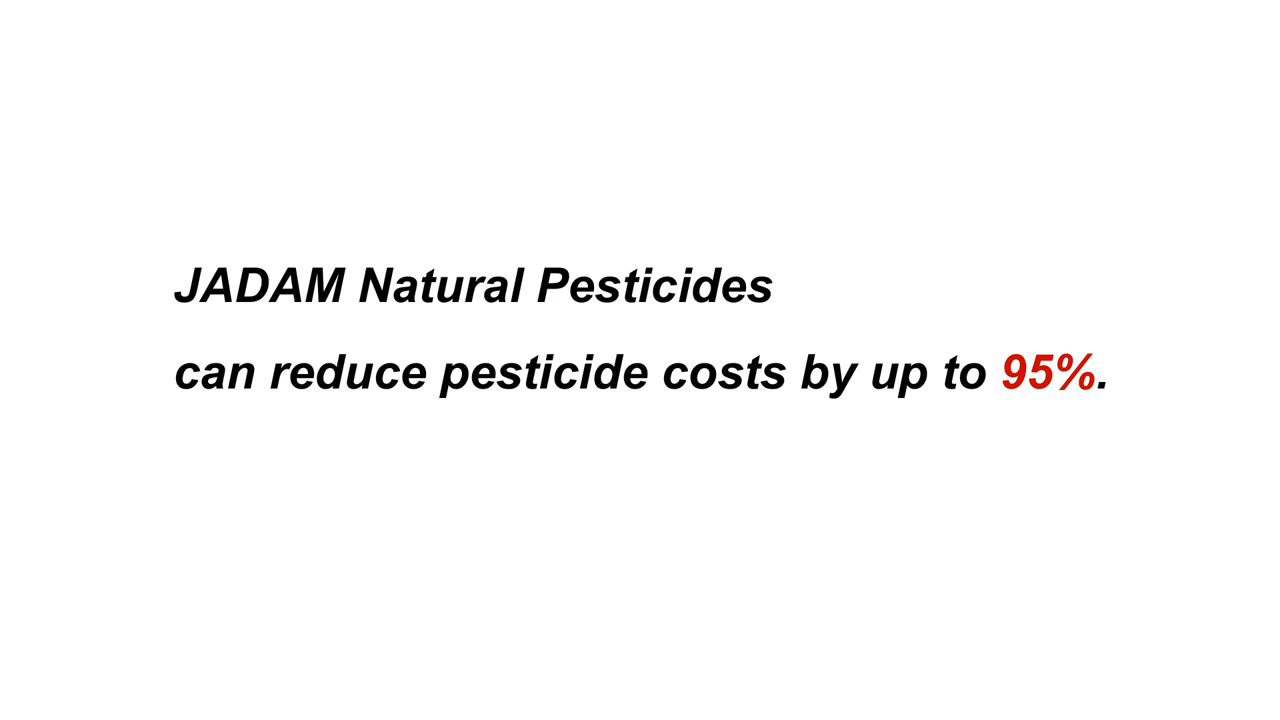 JADAM Natural Pesticides
can reduce pesticide costs by up to 95%.